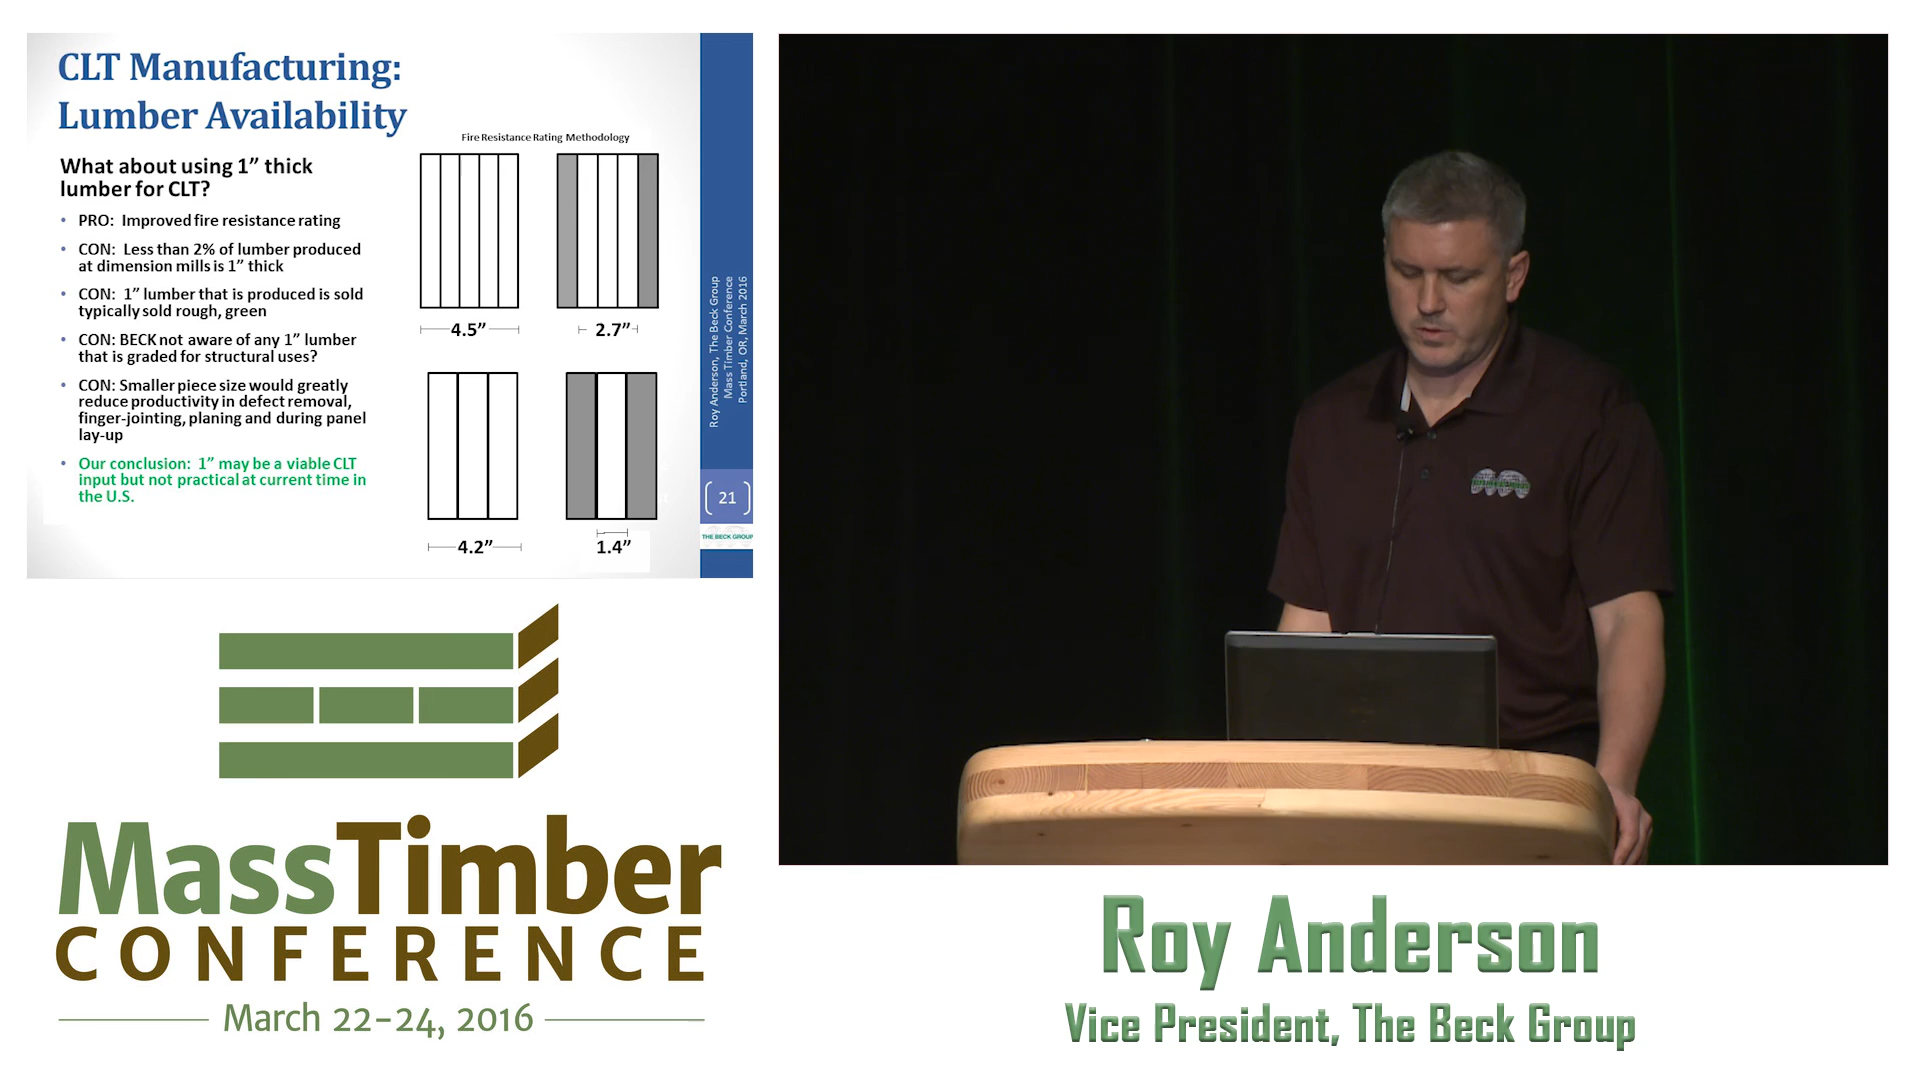 CLT Manufacturing:
Lumber Availability
Fire Resistance Rating Methodology
What about using 1” thick
lumber for CLT?
• PRO: Improved fire resistance rating
• CON: Less than 2% of lumber produced
at dimension mills is 1” thick
• CON: 1” lumber that is produced is sold
typically sold rough, green
• CON: BECK not aware of any 1” lumber
that is graded for structural uses?
• CON: Smaller piece size would greatly
reduce productivity in defect removal,
finger-jointing, planing and during panel
lay-up
• Our conclusion: 1” may be a viable CLT
input but not practical at current time in
the U.S.
4.5”
2.7”
4.2”
1.4”
Roy Anderson, The Beck Group
Mass Timber Conference
Portland, OR, March 2016
21
THE BECK GROUP
MassTimber
CONFERENCE
March 22–24, 2016
Roy Anderson
Vice President, The Beck Group